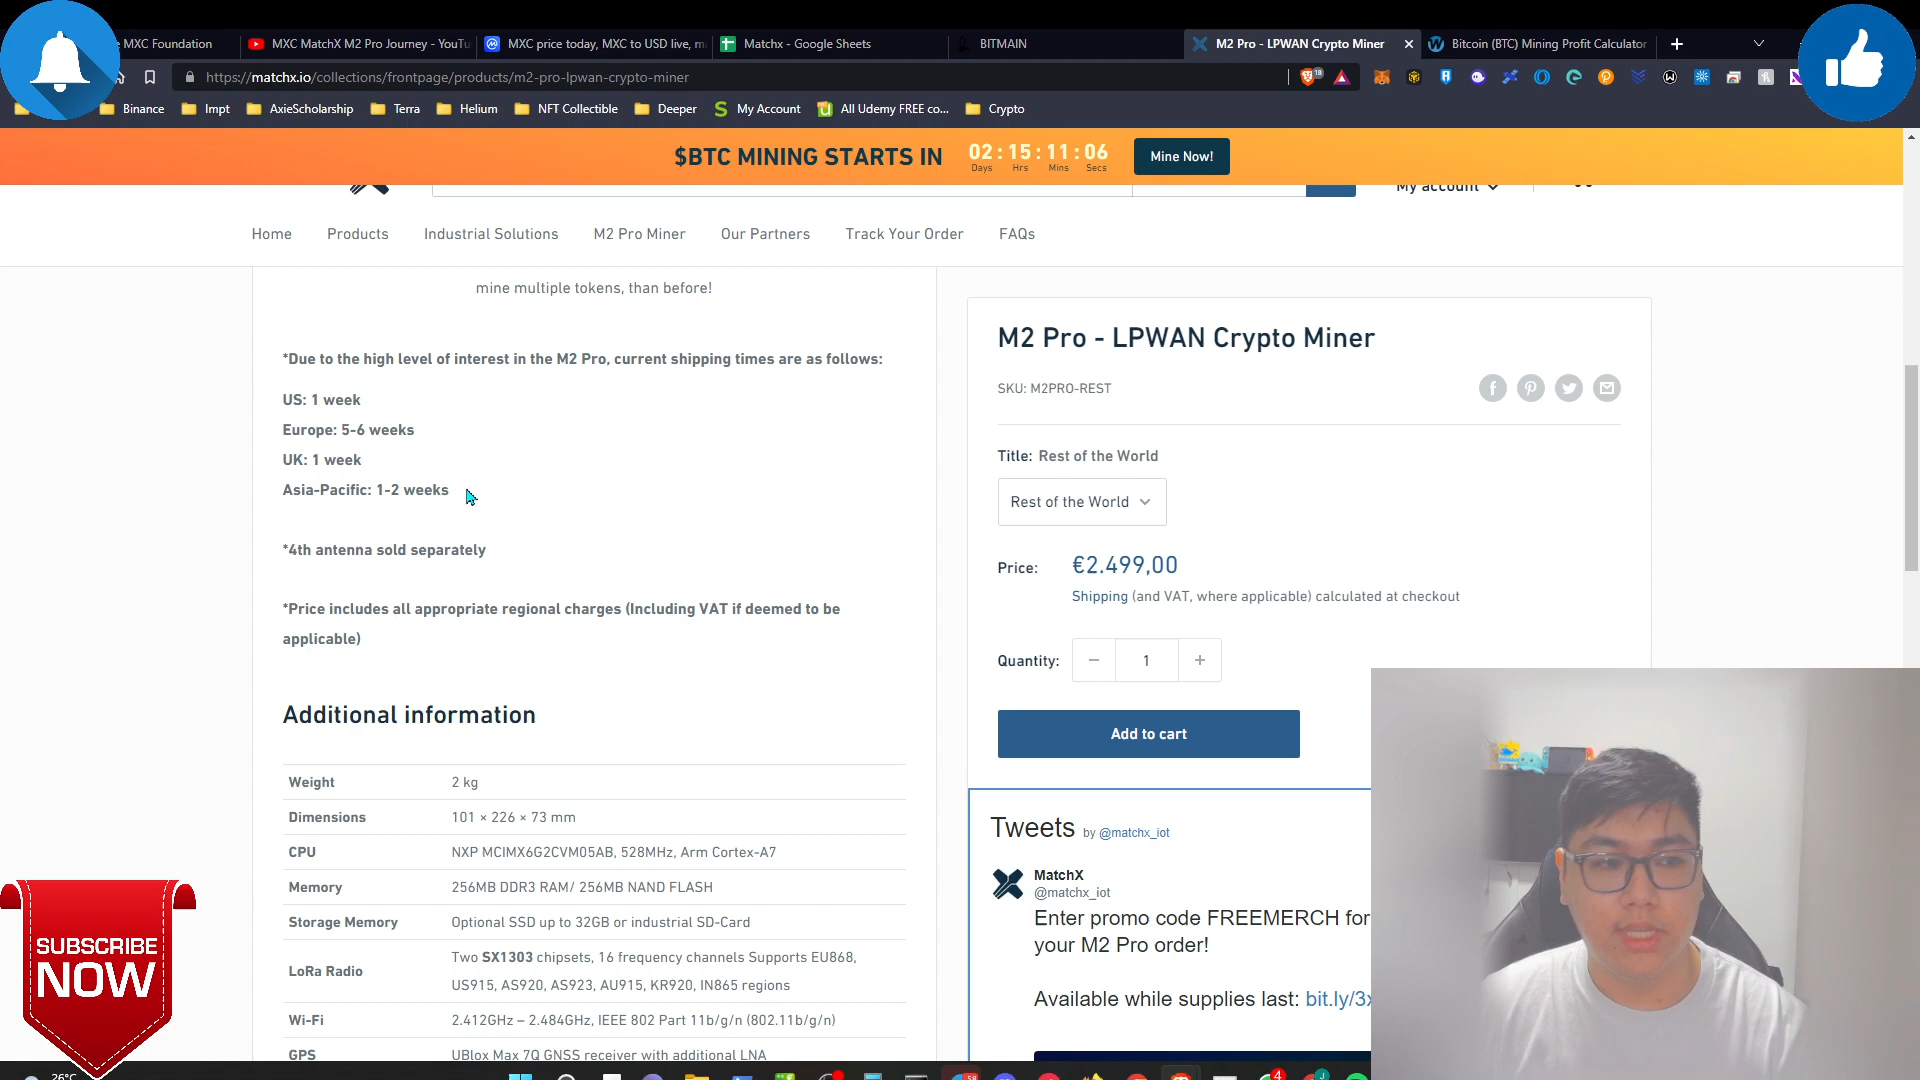 MXC Foundation
MXC MatchX M2 Pro Journey - YouTu
MXC price today, MXC to USD live, m
Matchx - Google Sheets
BITMAIN
M2 Pro - LPWAN Crypto Miner
Bitcoin (BTC) Mining Profit Calculator
https://matchx.io/collections/frontpage/products/m2-pro-lpwan-crypto-miner
18
Binance
Impt
AxieScholarship
Terra
Helium
NFT Collectible
Deeper
My Account
All Udemy FREE co...
Crypto
$BTC MINING STARTS IN
02 : 15 : 11 : 06
Days Hrs Mins Secs
Mine Now!
My account
Home
Products
Industrial Solutions
M2 Pro Miner
Our Partners
Track Your Order
FAQs
mine multiple tokens, than before!
*Due to the high level of interest in the M2 Pro, current shipping times are as follows:
US: 1 week
Europe: 5-6 weeks
UK: 1 week
Asia-Pacific: 1-2 weeks
*4th antenna sold separately
*Price includes all appropriate regional charges (Including VAT if deemed to be
applicable)
Additional information
Weight 2 kg
Dimensions 101 × 226 × 73 mm
CPU NXP MCIMX6G2CVM05AB, 528MHz, Arm Cortex-A7
Memory 256MB DDR3 RAM/ 256MB NAND FLASH
Storage Memory Optional SSD up to 32GB or industrial SD-Card
LoRa Radio Two SX1303 chipsets, 16 frequency channels Supports EU868,
US915, AS920, AS923, AU915, KR920, IN865 regions
Wi-Fi 2.412GHz – 2.484GHz, IEEE 802 Part 11b/g/n (802.11b/g/n)
GPS UBlox Max 7Q GNSS receiver with additional LNA
M2 Pro - LPWAN Crypto Miner
SKU: M2PRO-REST
Title: Rest of the World
Rest of the World
Price: €2.499,00
Shipping (and VAT, where applicable) calculated at checkout
Quantity: − 1 +
Add to cart
Tweets by @matchx_iot
MatchX
@matchx_iot
Enter promo code FREEMERCH for
your M2 Pro order!
Available while supplies last: bit.ly/3x
SUBSCRIBE
NOW
26°C
58
4